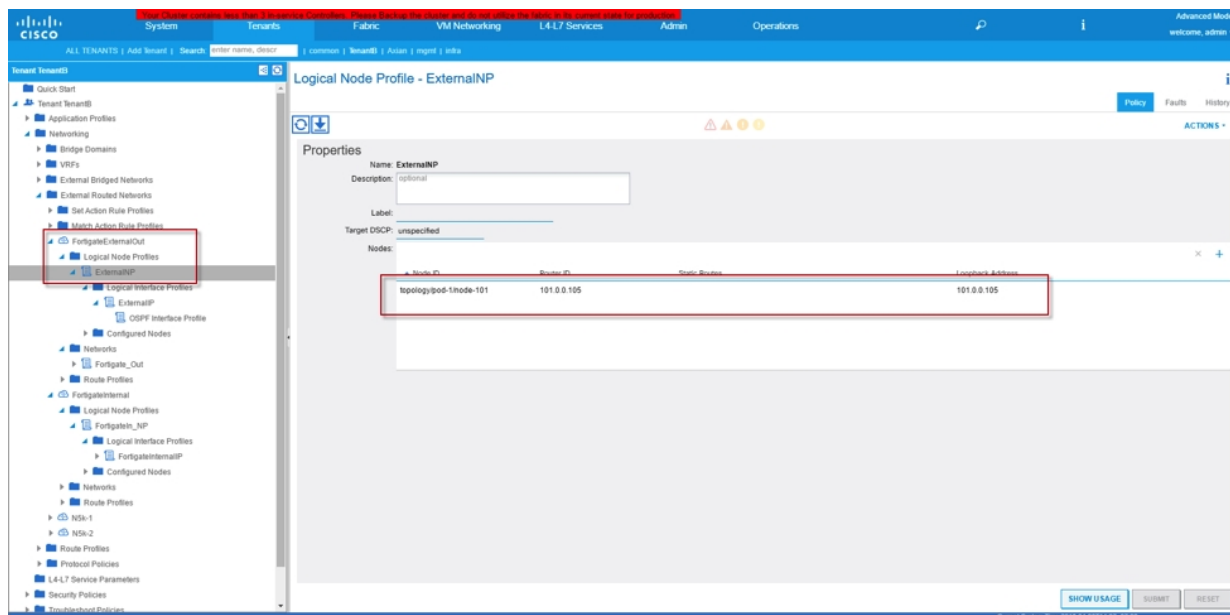 Your Cluster contains less than 3 in-service Controllers. Please Backup the cluster and do not utilize the fabric in its current state for production
CISCO
System
Tenants
Fabric
VM Networking
L4-L7 Services
Admin
Operations
i
Advanced Mode
welcome, admin
ALL TENANTS | Add Tenant | Search: enter name, descr | common | TenantB | Asian | mgmt | infra
Tenant TenantB
Quick Start
Tenant TenantB
Application Profiles
Networking
Bridge Domains
VRFs
External Bridged Networks
External Routed Networks
Set Action Rule Profiles
Match Action Rule Profiles
FortigateExternalOut
Logical Node Profiles
ExternalNP
Logical Interface Profiles
ExternalIP
OSPF Interface Profile
Configured Nodes
Networks
Fortigate_Out
Route Profiles
FortigateInternal
Logical Node Profiles
FortigateIn_NP
Logical Interface Profiles
FortigateInternalIP
Configured Nodes
Networks
Route Profiles
N5k-1
N5k-2
Route Profiles
Protocol Policies
L4-L7 Service Parameters
Security Policies
Troubleshoot Policies
Logical Node Profile - ExternalNP
i
Policy
Faults
History
ACTIONS
Properties
Name: ExternalNP
Description: optional
Label:
Target DSCP: unspecified
Nodes:
Node ID
Router ID
Static Routes
Loopback Address
topology/pod-1/node-101
101.0.0.105
101.0.0.105
SHOW USAGE
SUBMIT
RESET